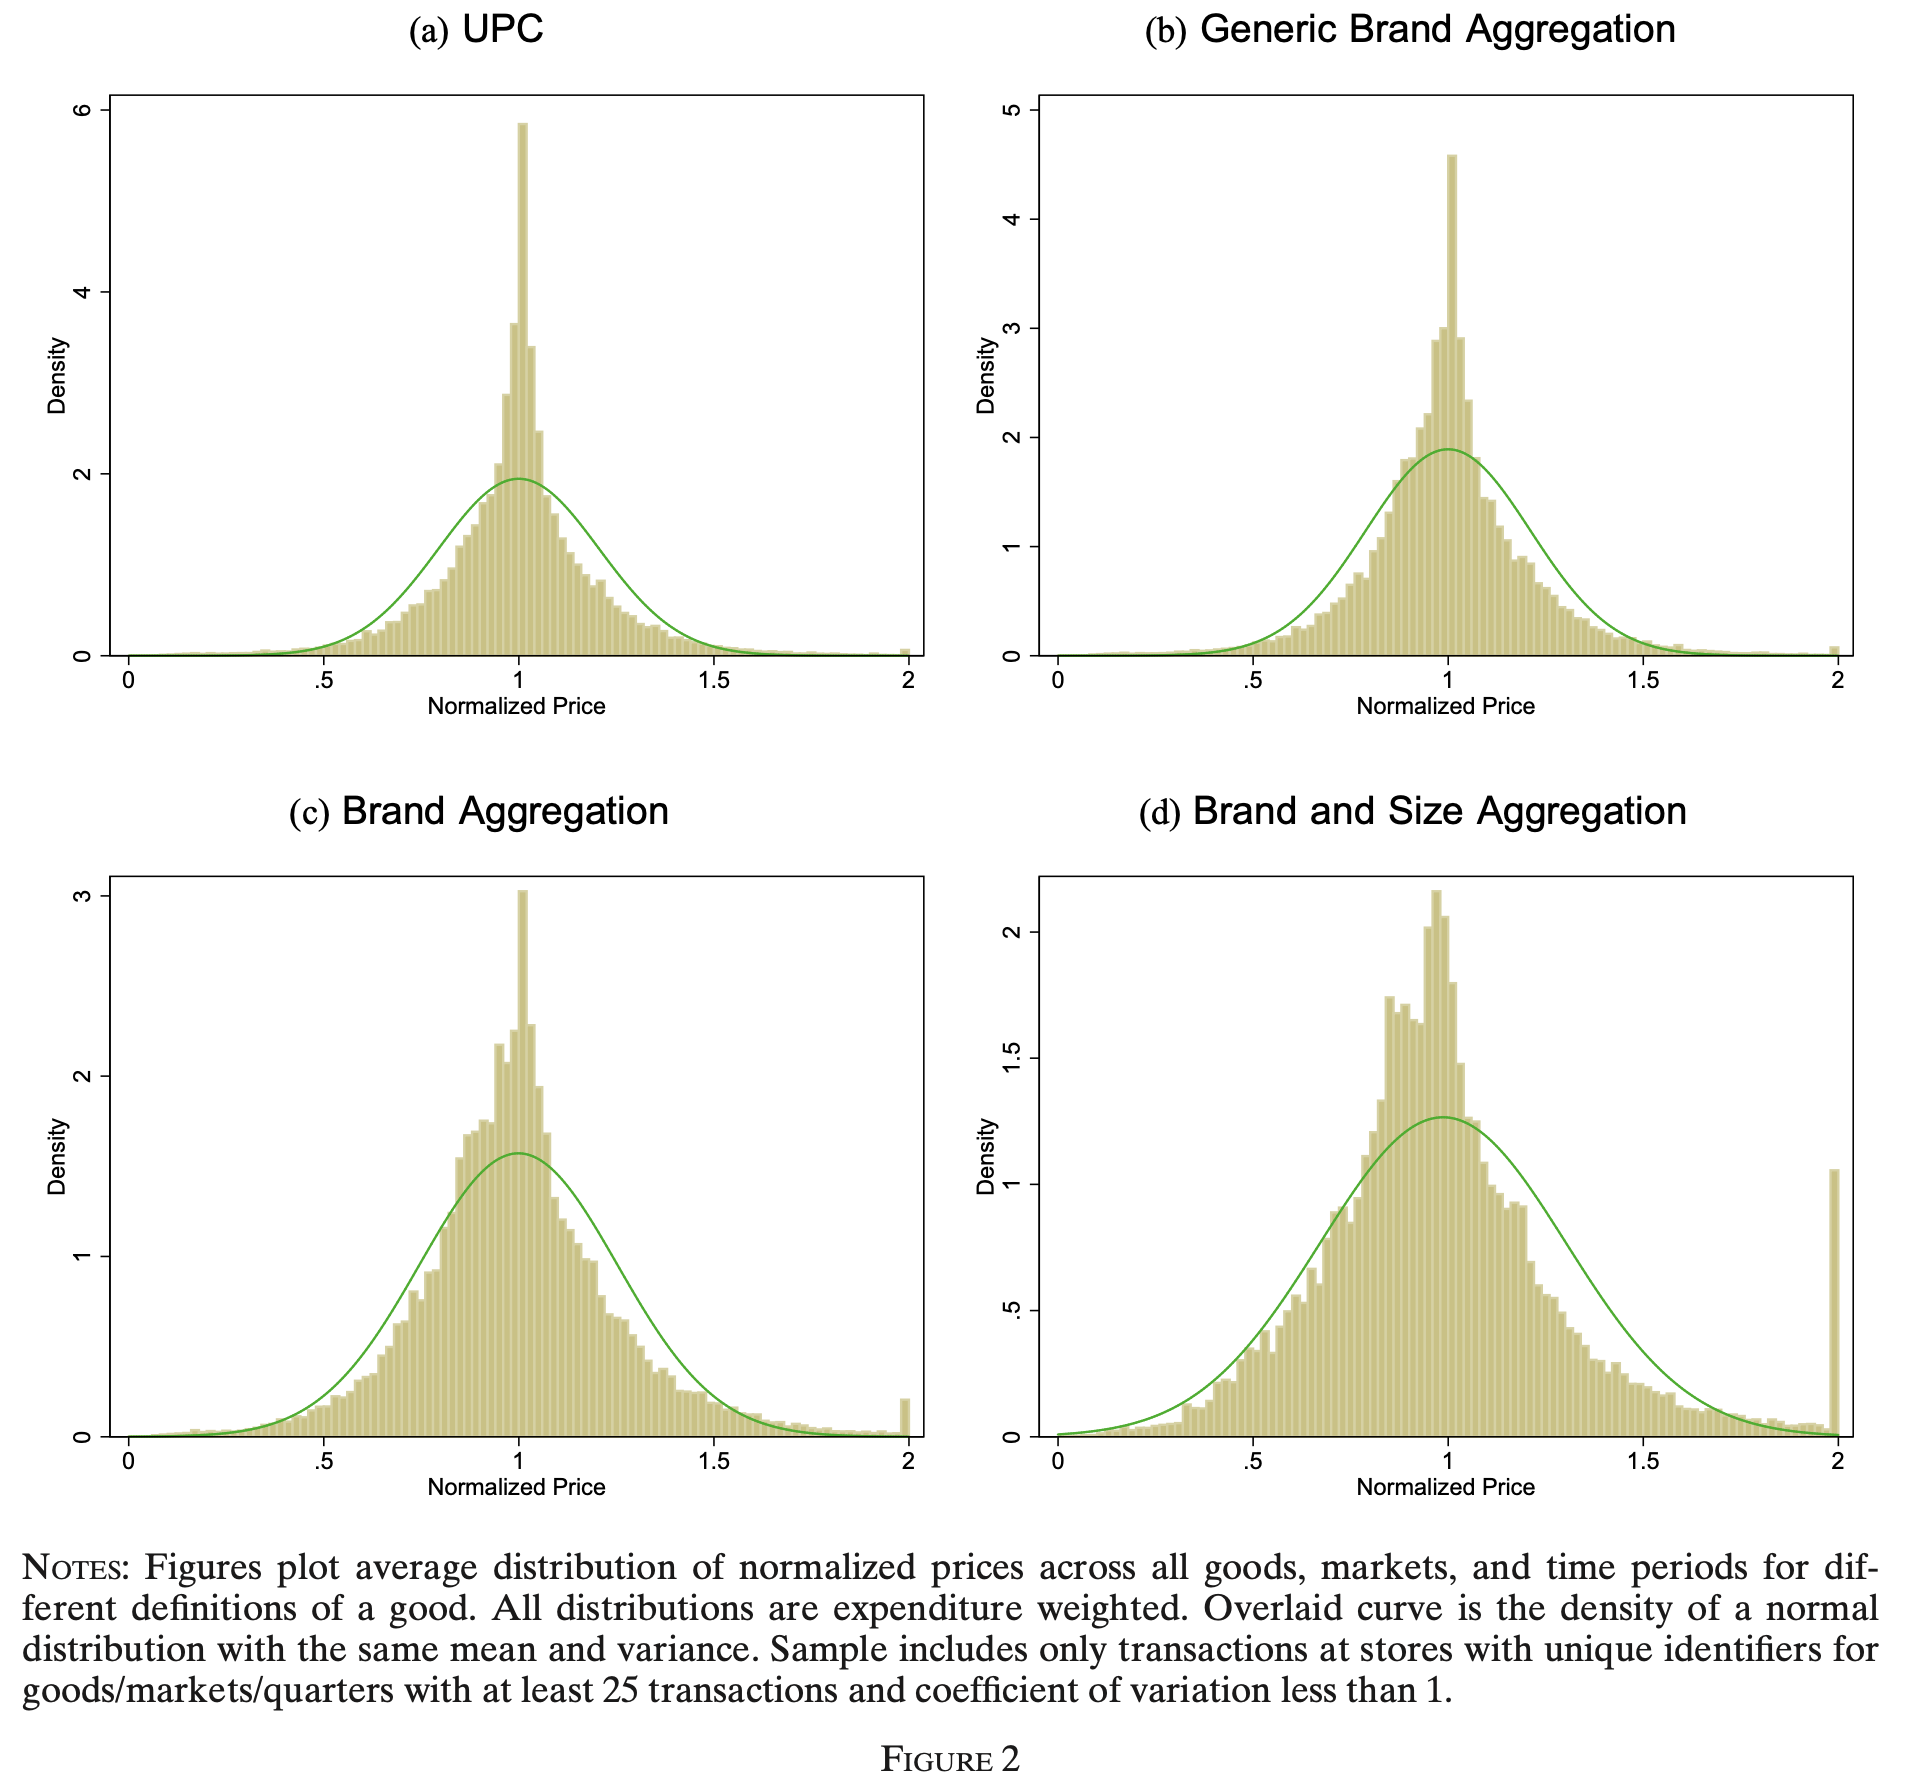 (a) UPC
6
4
2
0
Density
0 .5 1 1.5 2
Normalized Price
(b) Generic Brand Aggregation
5
4
3
2
1
0
Density
0 .5 1 1.5 2
Normalized Price
(c) Brand Aggregation
3
2
1
0
Density
0 .5 1 1.5 2
Normalized Price
(d) Brand and Size Aggregation
2
1.5
1
.5
0
Density
0 .5 1 1.5 2
Normalized Price
NOTES: Figures plot average distribution of normalized prices across all goods, markets, and time periods for dif-
ferent definitions of a good. All distributions are expenditure weighted. Overlaid curve is the density of a normal
distribution with the same mean and variance. Sample includes only transactions at stores with unique identifiers for
goods/markets/quarters with at least 25 transactions and coefficient of variation less than 1.
FIGURE 2